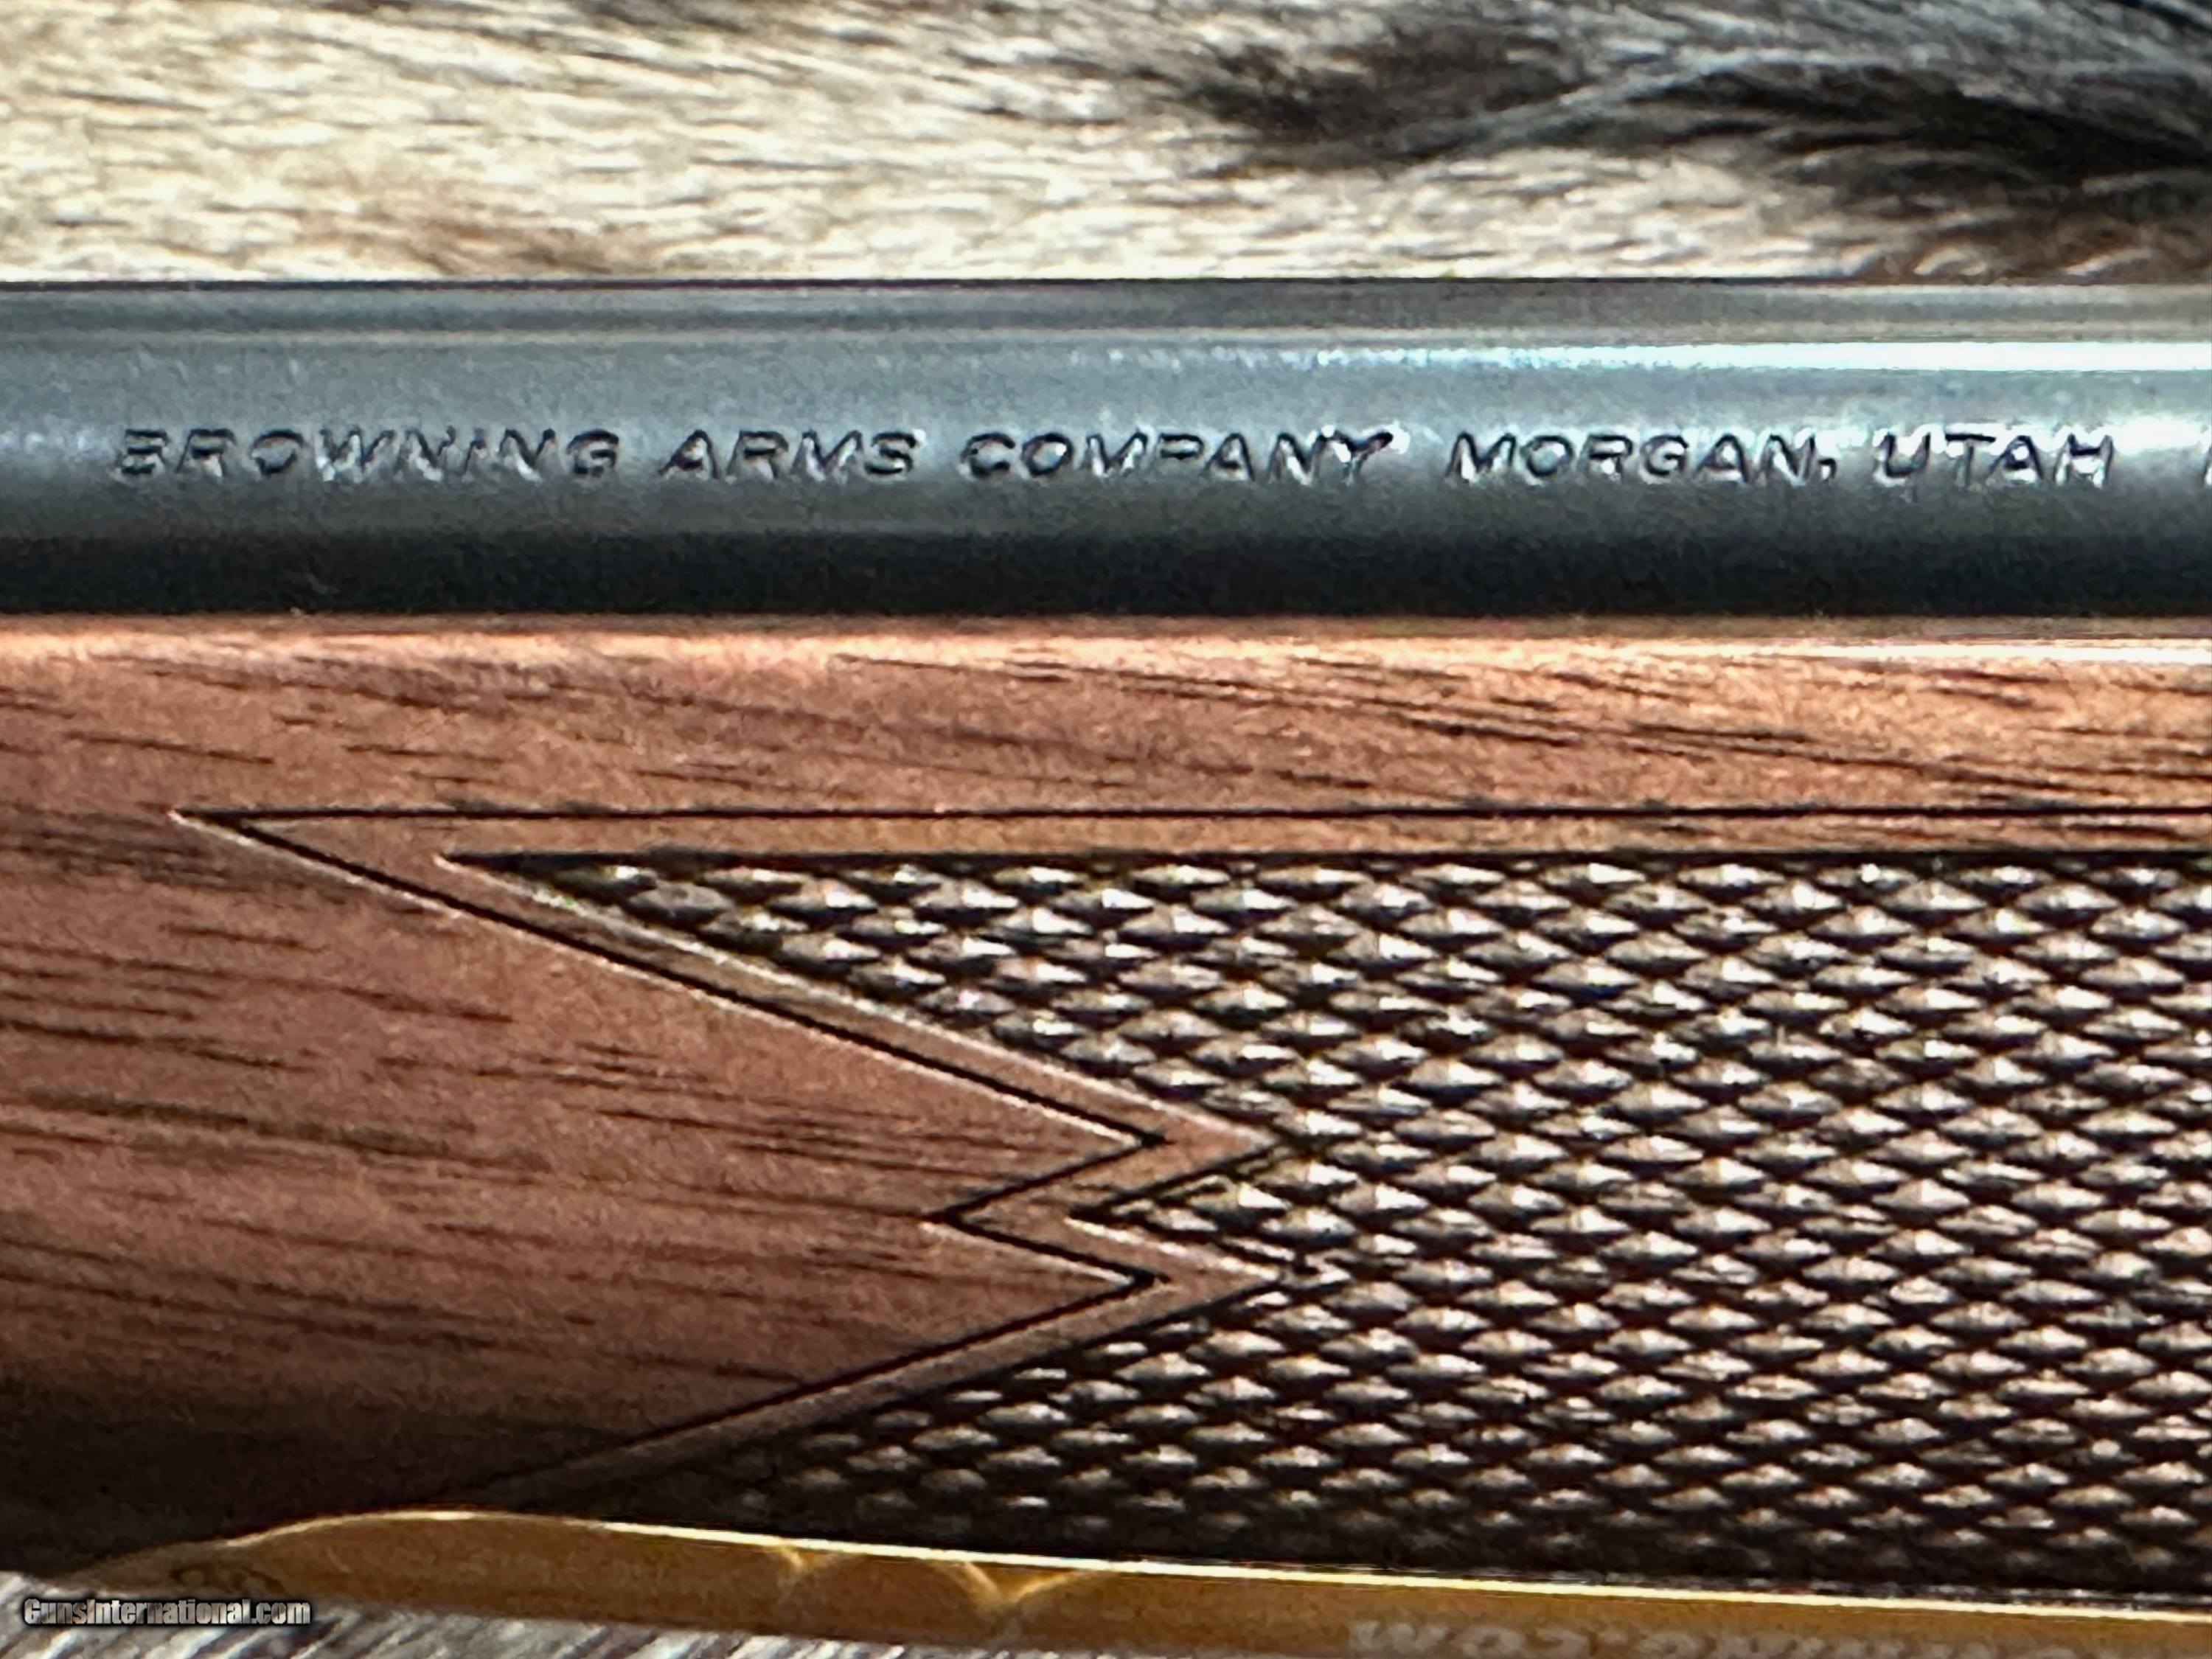 BROWNING ARMS COMPANY MORGAN, UTAH
GunsInternational.com